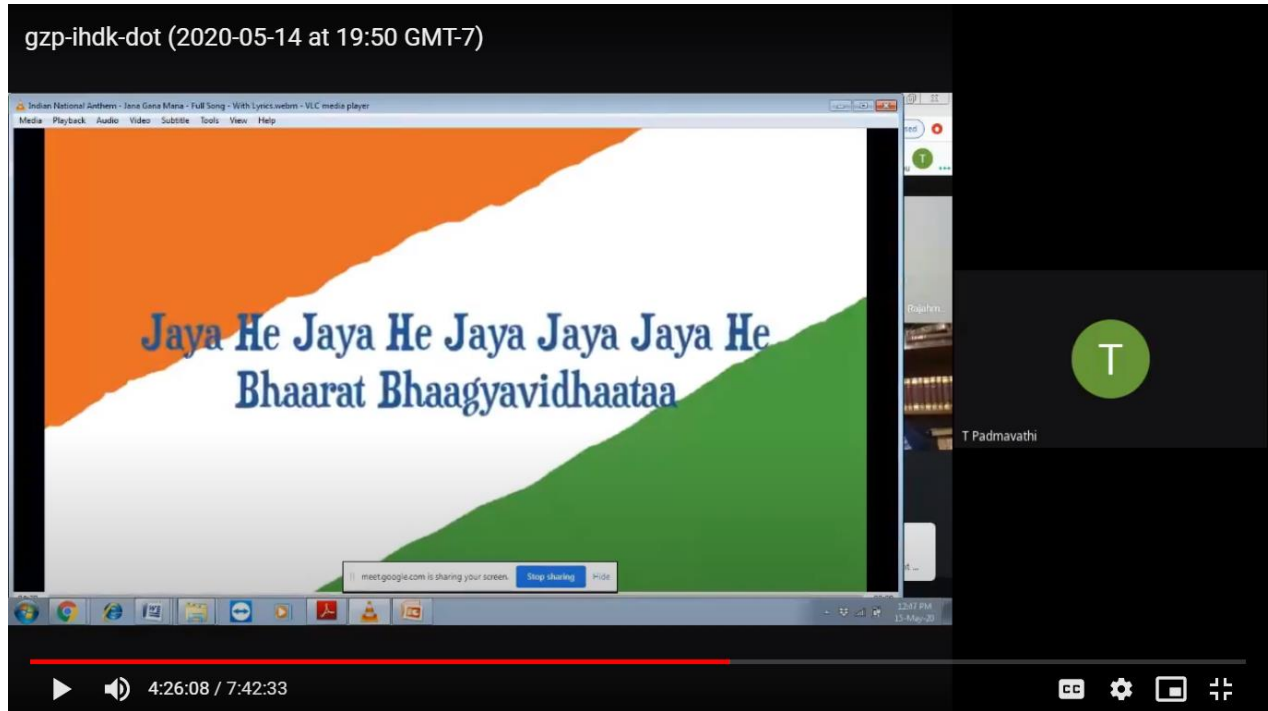 gzp-ihdk-dot (2020-05-14 at 19:50 GMT-7)
Indian National Anthem - Jana Gana Mana - Full Song - With Lyrics.webm - VLC media player
Media Playback Audio Video Subtitle Tools View Help
T
Rajahm
Jaya He Jaya He Jaya Jaya Jaya He
Bhaarat Bhaagyavidhaataa
T
T Padmavathi
meet.google.com is sharing your screen. Stop sharing Hide
12:47 PM
15-May-20
4:26:08 / 7:42:33
CC